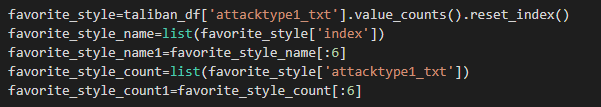 favorite_style=taliban_df['attacktype1_txt'].value_counts().reset_index()
favorite_style_name=list(favorite_style['index'])
favorite_style_name1=favorite_style_name[:6]
favorite_style_count=list(favorite_style['attacktype1_txt'])
favorite_style_count1=favorite_style_count[:6]